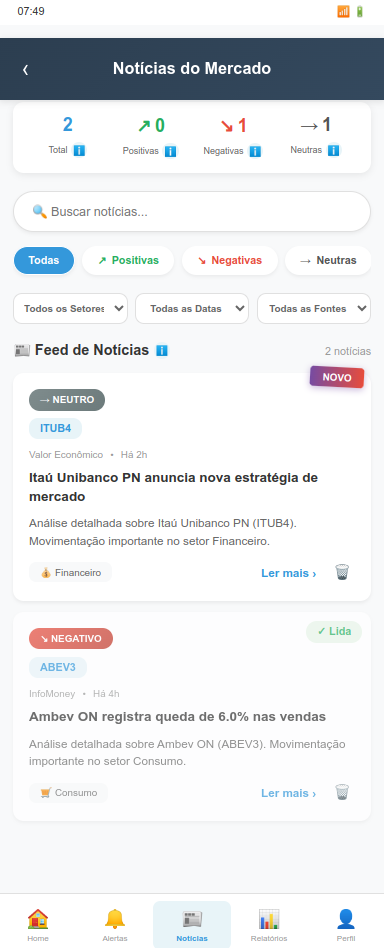 07:49
‹ Notícias do Mercado
2 ↗ 0 ↘ 1 → 1
Total Positivas Negativas Neutras
Buscar notícias...
Todas ↗ Positivas ↘ Negativas → Neutras
Todos os Setores Todas as Datas Todas as Fontes
Feed de Notícias 2 notícias
NOVO
→ NEUTRO
ITUB4
Valor Econômico • Há 2h
Itaú Unibanco PN anuncia nova estratégia de
mercado
Análise detalhada sobre Itaú Unibanco PN (ITUB4).
Movimentação importante no setor Financeiro.
Financeiro Ler mais ›
✓ Lida
↘ NEGATIVO
ABEV3
InfoMoney • Há 4h
Ambev ON registra queda de 6.0% nas vendas
Análise detalhada sobre Ambev ON (ABEV3). Movimentação
importante no setor Consumo.
Consumo Ler mais ›
Home Alertas Notícias Relatórios Perfil